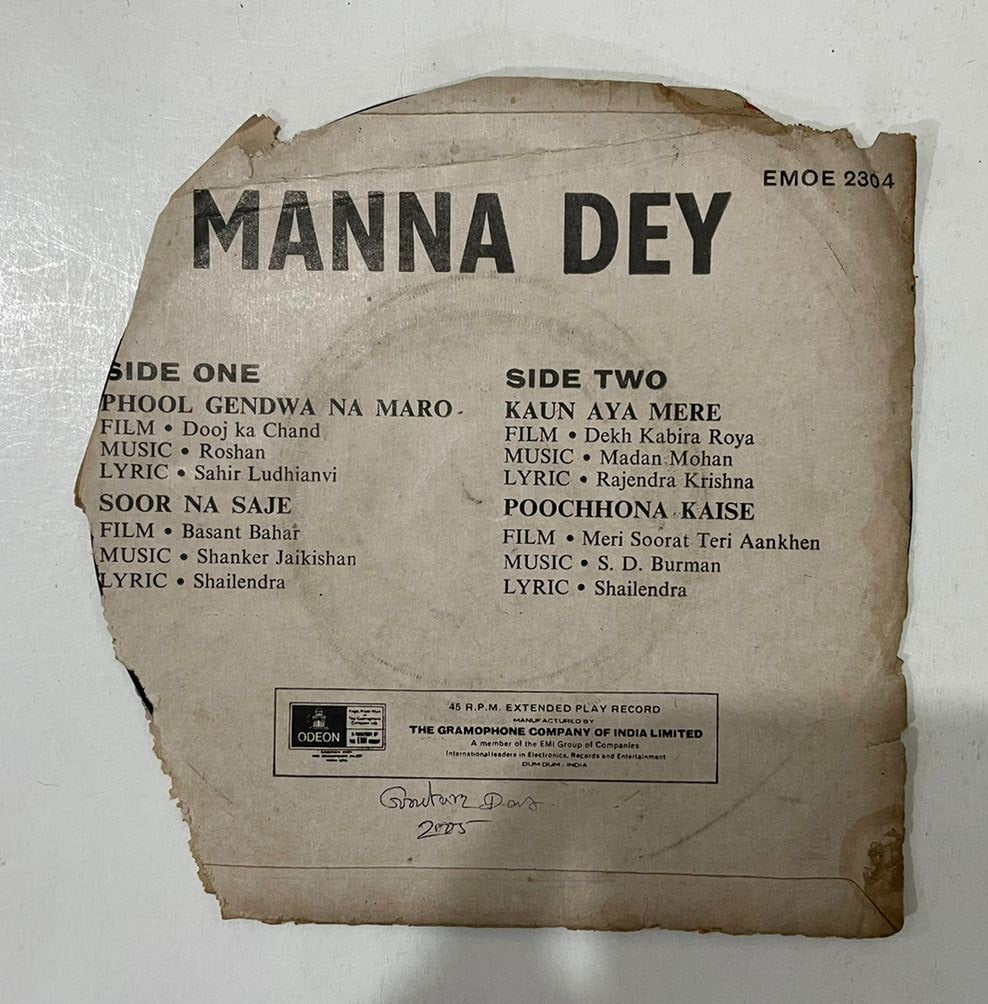 EMOE 2304
MANNA DEY
SIDE ONE
PHOOL GENDWA NA MARO
FILM • Dooj ka Chand
MUSIC • Roshan
LYRIC • Sahir Ludhianvi
SOOR NA SAJE
FILM • Basant Bahar
MUSIC • Shanker Jaikishan
LYRIC • Shailendra
SIDE TWO
KAUN AYA MERE
FILM • Dekh Kabira Roya
MUSIC • Madan Mohan
LYRIC • Rajendra Krishna
POOCHHONA KAISE
FILM • Meri Soorat Teri Aankhen
MUSIC • S. D. Burman
LYRIC • Shailendra
ODEON
45 R.P.M. EXTENDED PLAY RECORD
MANUFACTURED BY
THE GRAMOPHONE COMPANY OF INDIA LIMITED
A member of the EMI Group of Companies
International leaders in Electronics, Records and Entertainment
DUM DUM - INDIA
Goutam Das
2005